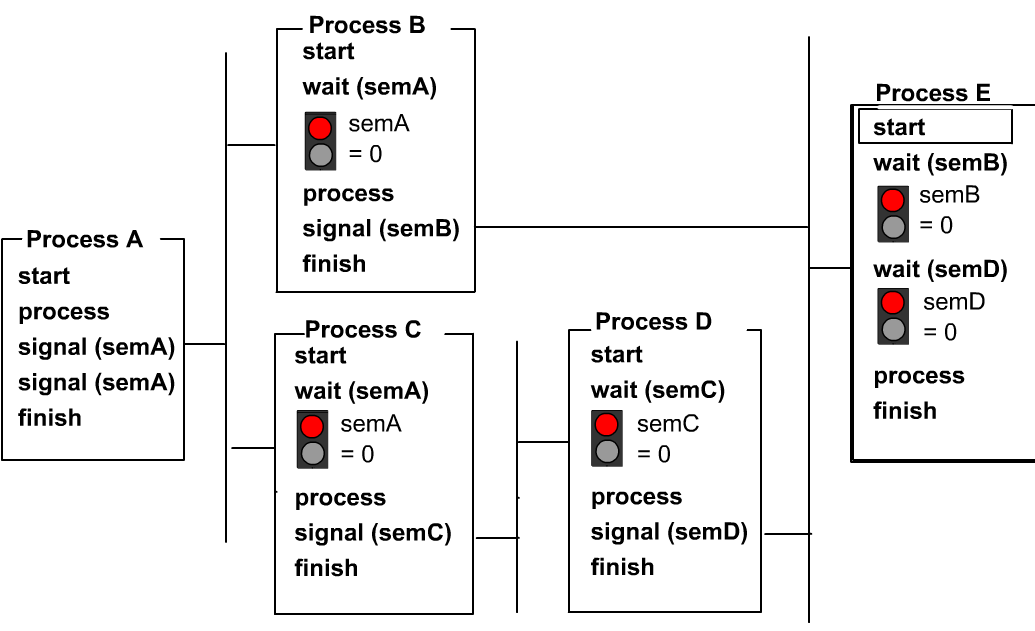 Process A
start
process
signal (semA)
signal (semA)
finish
Process B
start
wait (semA)
semA
= 0
process
signal (semB)
finish
Process C
start
wait (semA)
semA
= 0
process
signal (semC)
finish
Process D
start
wait (semC)
semC
= 0
process
signal (semD)
finish
Process E
start
wait (semB)
semB
= 0
wait (semD)
semD
= 0
process
finish